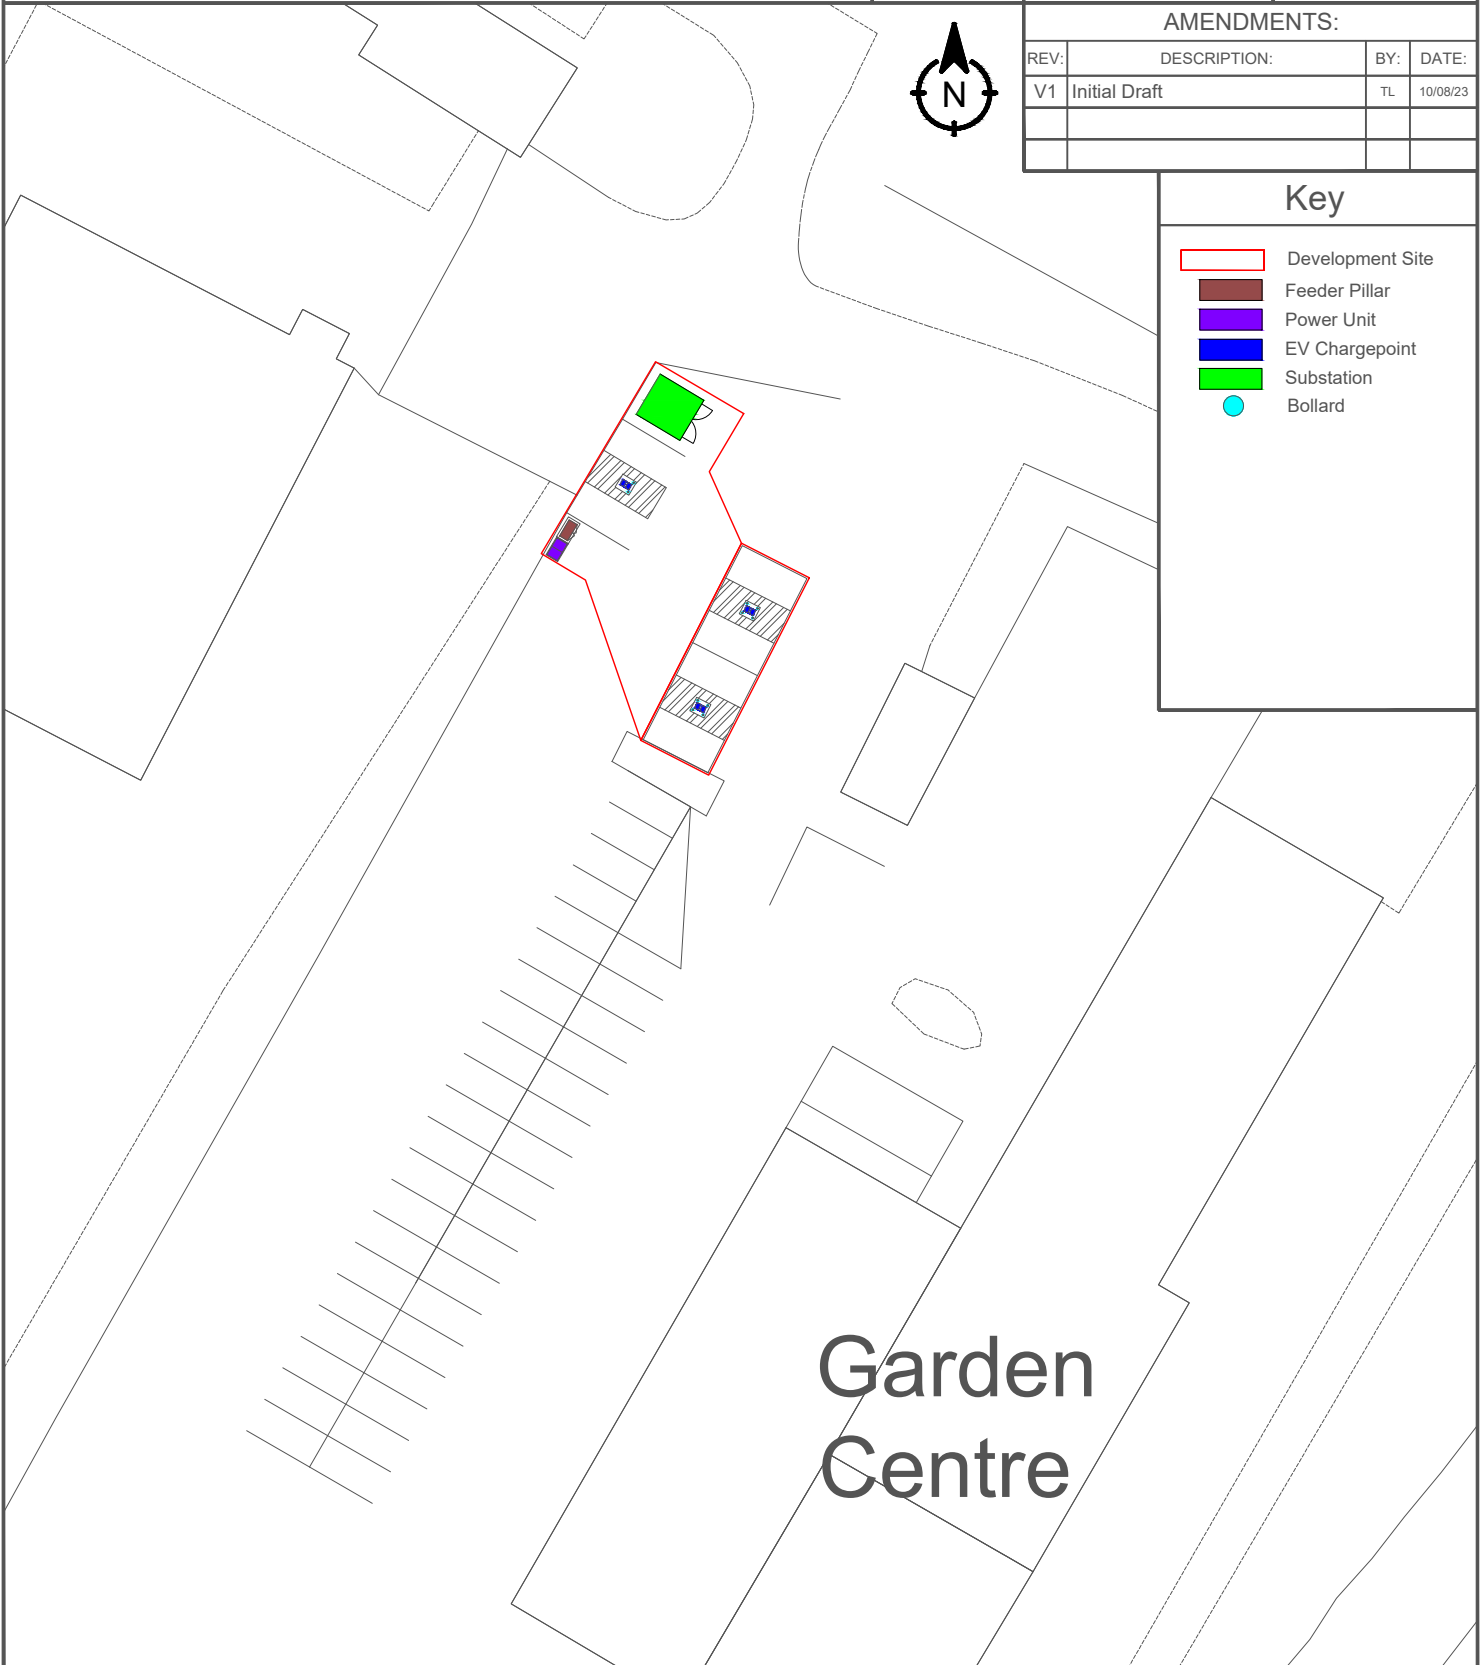 AMENDMENTS:
REV: DESCRIPTION: BY: DATE:
V1 Initial Draft TL 10/08/23
N
Key
Development Site
Feeder Pillar
Power Unit
EV Chargepoint
Substation
Bollard
Garden
Centre